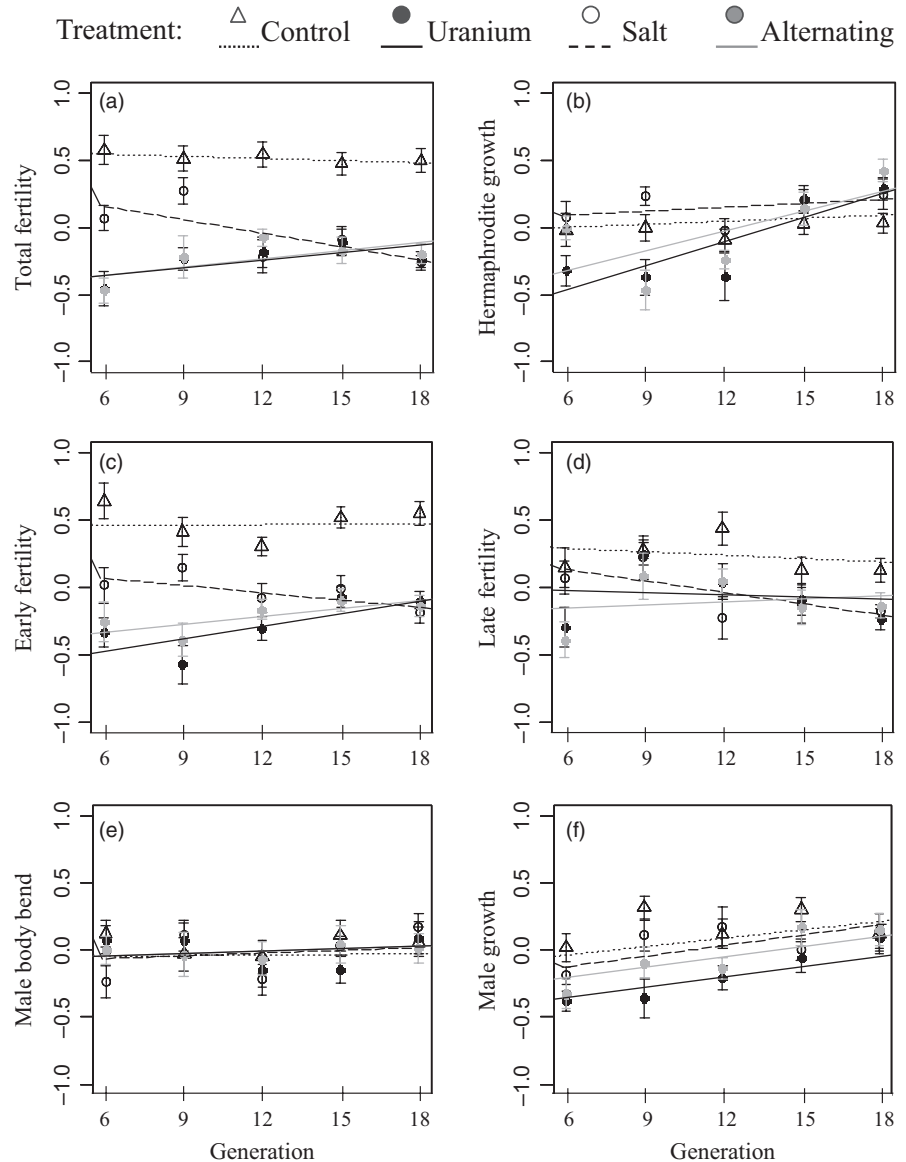 Treatment: Control Uranium Salt Alternating
(a)
Total fertility
1.0
0.5
0.0
−0.5
−1.0
6 9 12 15 18
(b)
Hermaphrodite growth
1.0
0.5
0.0
−0.5
−1.0
6 9 12 15 18
(c)
Early fertility
1.0
0.5
0.0
−0.5
−1.0
6 9 12 15 18
(d)
Late fertility
1.0
0.5
0.0
−0.5
−1.0
6 9 12 15 18
(e)
Male body bend
1.0
0.5
0.0
−0.5
−1.0
6 9 12 15 18
Generation
(f)
Male growth
1.0
0.5
0.0
−0.5
−1.0
6 9 12 15 18
Generation